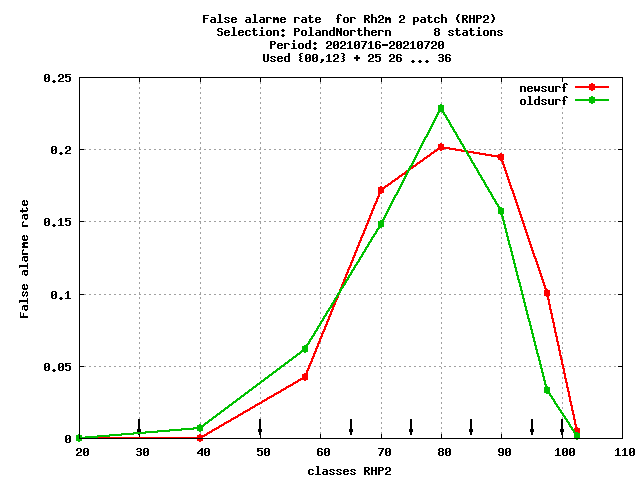 False alarme rate  for Rh2m 2 patch (RHP2)
Selection: PolandNorthern      8 stations
Period: 20210716-20210720
Used {00,12} + 25 26 ... 36
newsurf
oldsurf
0.25
0.2
0.15
0.1
0.05
0
False alarme rate
20 30 40 50 60 70 80 90 100 110
classes RHP2